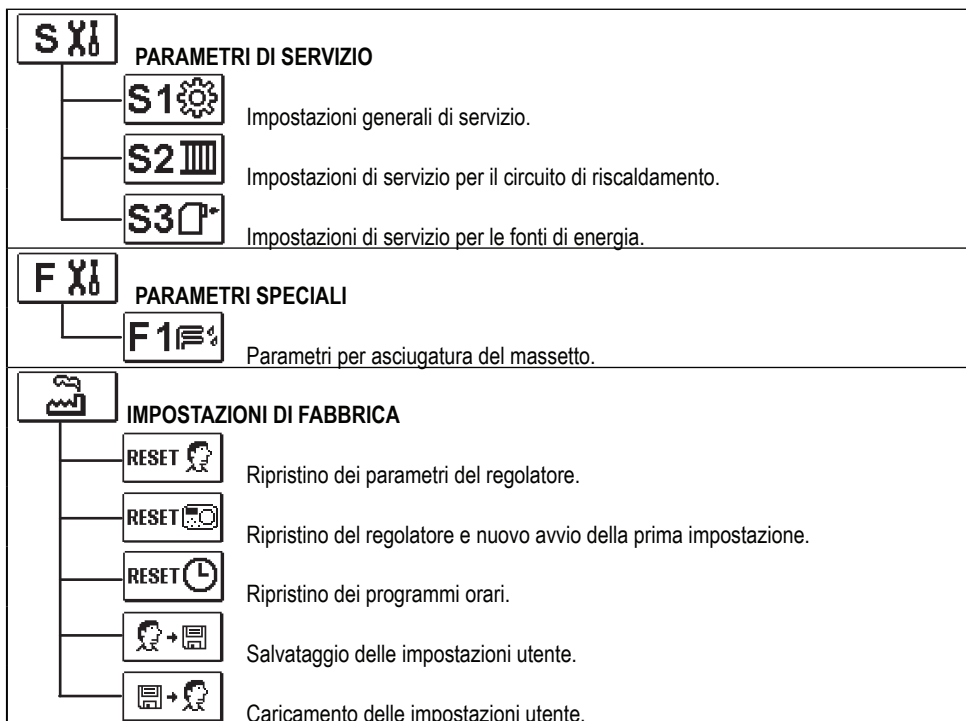 S
PARAMETRI DI SERVIZIO
S1
Impostazioni generali di servizio.
S2
Impostazioni di servizio per il circuito di riscaldamento.
S3
Impostazioni di servizio per le fonti di energia.
F
PARAMETRI SPECIALI
F1
Parametri per asciugatura del massetto.
IMPOSTAZIONI DI FABBRICA
RESET
Ripristino dei parametri del regolatore.
RESET
Ripristino del regolatore e nuovo avvio della prima impostazione.
RESET
Ripristino dei programmi orari.
Salvataggio delle impostazioni utente.
Caricamento delle impostazioni utente.